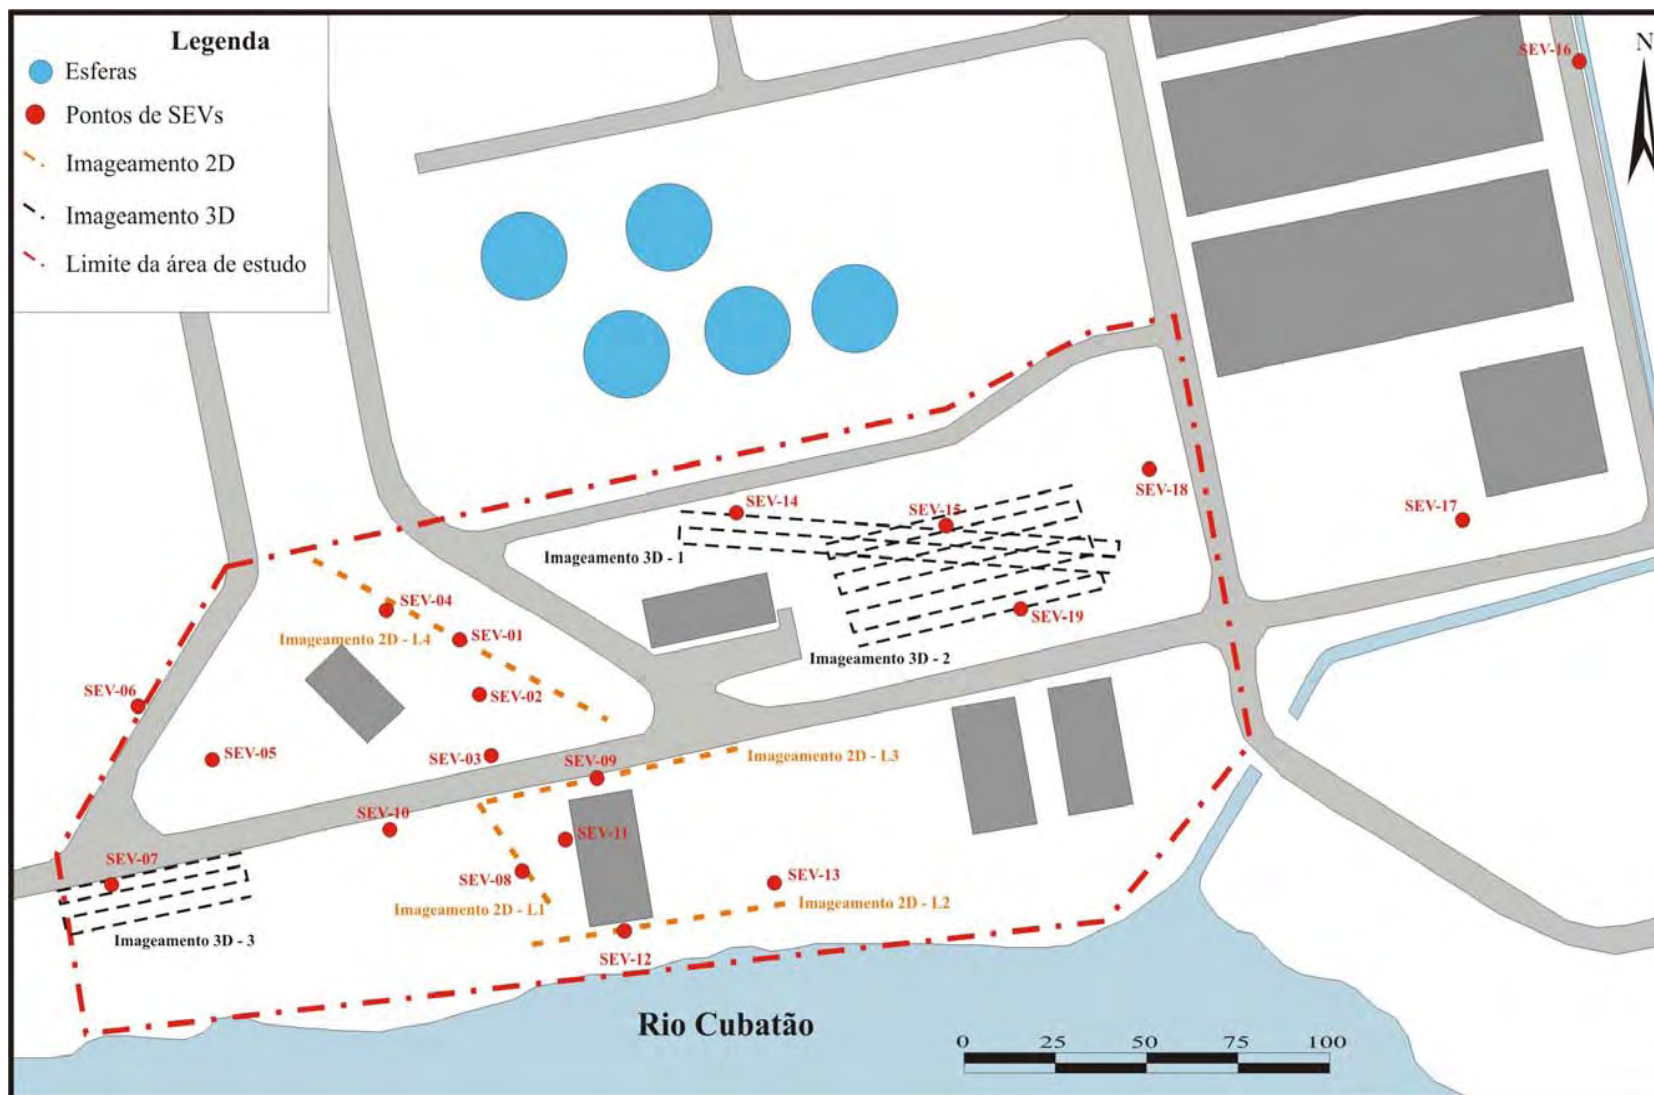 Legenda
Esferas
Pontos de SEVs
Imageamento 2D
Imageamento 3D
Limite da área de estudo
SEV-16
N
SEV-14
SEV-15
SEV-18
SEV-17
Imageamento 3D - 1
SEV-04
SEV-01
SEV-19
Imageamento 2D - L4
Imageamento 3D - 2
SEV-06
SEV-02
SEV-05
SEV-03
SEV-09
Imageamento 2D - L3
SEV-10
SEV-11
SEV-07
SEV-08
SEV-13
Imageamento 2D - L1
Imageamento 2D - L2
Imageamento 3D - 3
SEV-12
Rio Cubatão
0 25 50 75 100